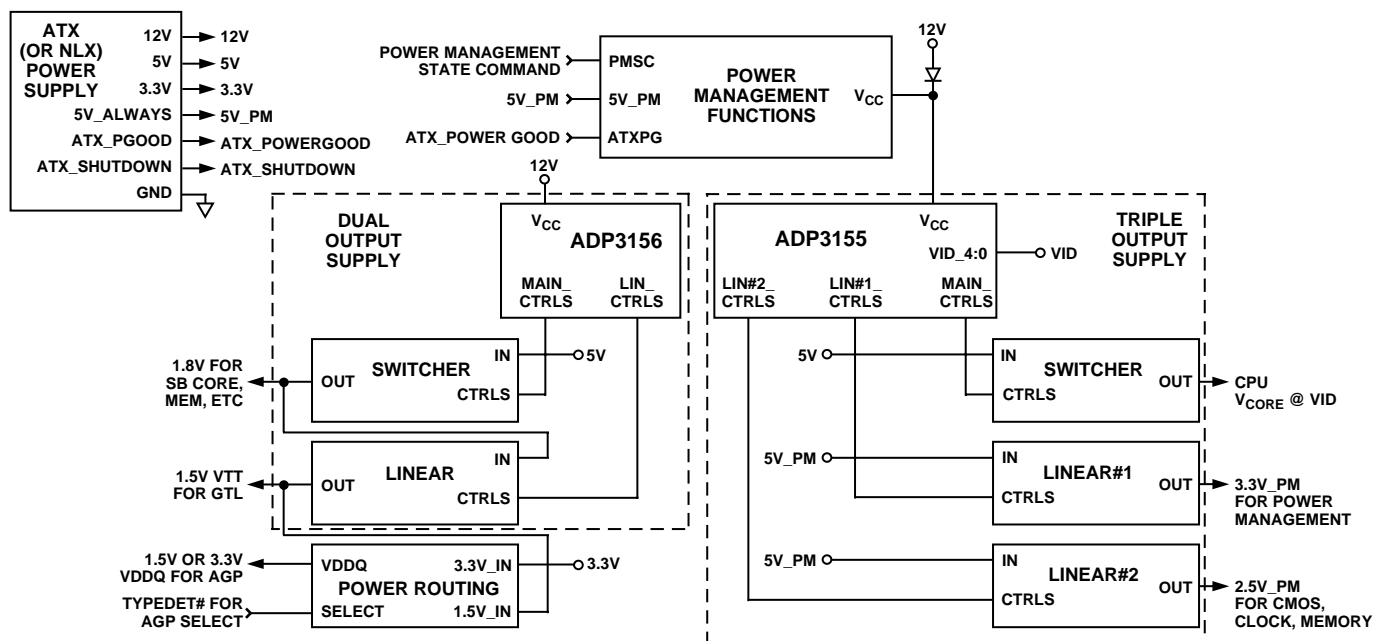 ATX
(OR NLX)
POWER
SUPPLY
12V
5V
3.3V
5V_ALWAYS
ATX_PGOOD
ATX_SHUTDOWN
GND
12V
5V
3.3V
5V_PM
ATX_POWERGOOD
ATX_SHUTDOWN
POWER MANAGEMENT
STATE COMMAND
5V_PM
ATX_POWER GOOD
PMSC
5V_PM
ATXPG
POWER
MANAGEMENT
FUNCTIONS
VCC
12V
12V
DUAL
OUTPUT
SUPPLY
VCC
ADP3156
MAIN_
CTRLS
LIN_
CTRLS
1.8V FOR
SB CORE,
MEM, ETC
OUT
SWITCHER
IN
CTRLS
5V
1.5V VTT
FOR GTL
OUT
LINEAR
IN
CTRLS
1.5V OR 3.3V
VDDQ FOR AGP
TYPEDET# FOR
AGP SELECT
VDDQ
3.3V_IN
POWER ROUTING
SELECT
1.5V_IN
3.3V
TRIPLE
OUTPUT
SUPPLY
VCC
ADP3155
VID_4:0
VID
LIN#2_
CTRLS
LIN#1_
CTRLS
MAIN_
CTRLS
5V
IN
SWITCHER
CTRLS
OUT
CPU
VCORE @ VID
5V_PM
IN
LINEAR#1
CTRLS
OUT
3.3V_PM
FOR POWER
MANAGEMENT
5V_PM
IN
LINEAR#2
CTRLS
OUT
2.5V_PM
FOR CMOS,
CLOCK, MEMORY